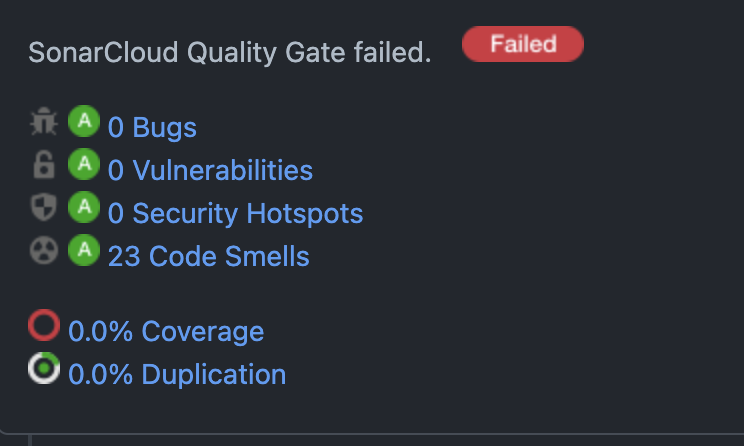 SonarCloud Quality Gate failed. Failed
A 0 Bugs
A 0 Vulnerabilities
A 0 Security Hotspots
A 23 Code Smells
0.0% Coverage
0.0% Duplication